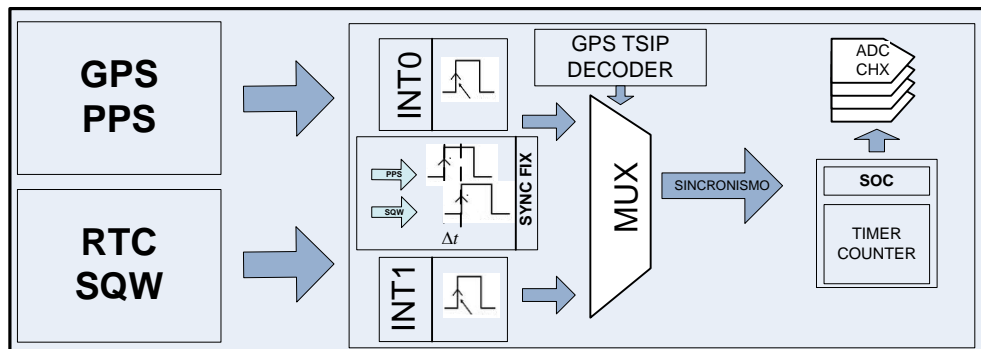 GPS
PPS
RTC
SQW
INT0
PPS
SQW
Δt
SYNC FIX
INT1
GPS TSIP
DECODER
MUX
SINCRONISMO
ADC
CHX
SOC
TIMER
COUNTER